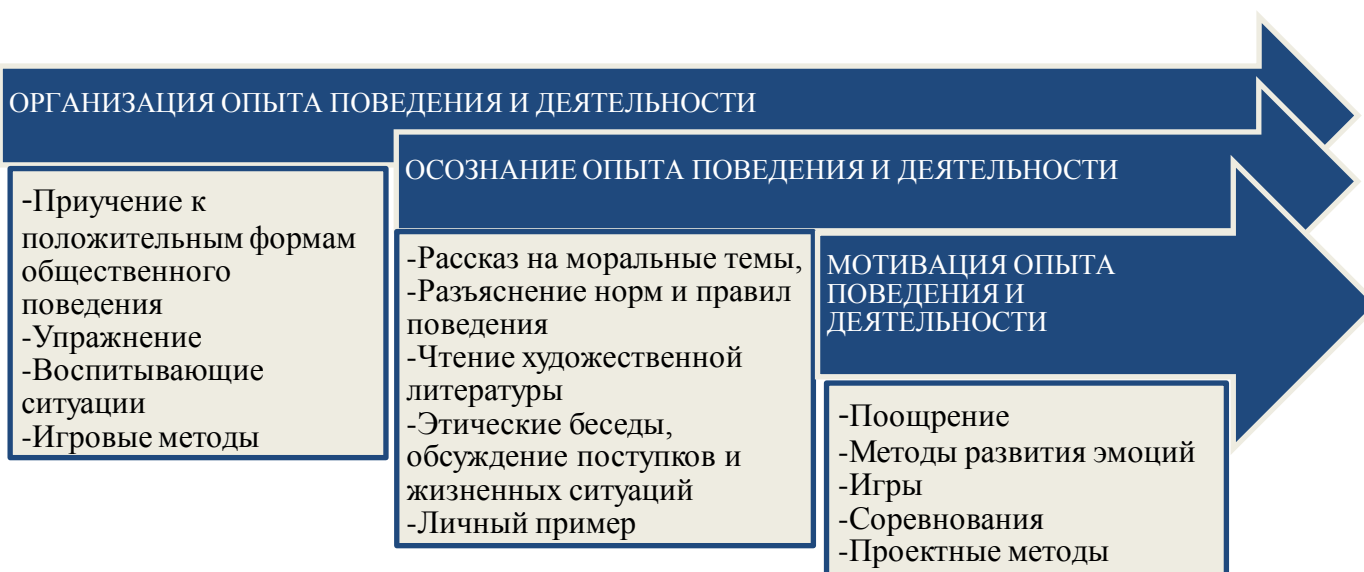 ОРГАНИЗАЦИЯ ОПЫТА ПОВЕДЕНИЯ И ДЕЯТЕЛЬНОСТИ
-Приучение к
положительным формам
общественного
поведения
-Упражнение
-Воспитывающие
ситуации
-Игровые методы
ОСОЗНАНИЕ ОПЫТА ПОВЕДЕНИЯ И ДЕЯТЕЛЬНОСТИ
-Рассказ на моральные темы,
-Разъяснение норм и правил
поведения
-Чтение художественной
литературы
-Этические беседы,
обсуждение поступков и
жизненных ситуаций
-Личный пример
МОТИВАЦИЯ ОПЫТА
ПОВЕДЕНИЯ И
ДЕЯТЕЛЬНОСТИ
-Поощрение
-Методы развития эмоций
-Игры
-Соревнования
-Проектные методы